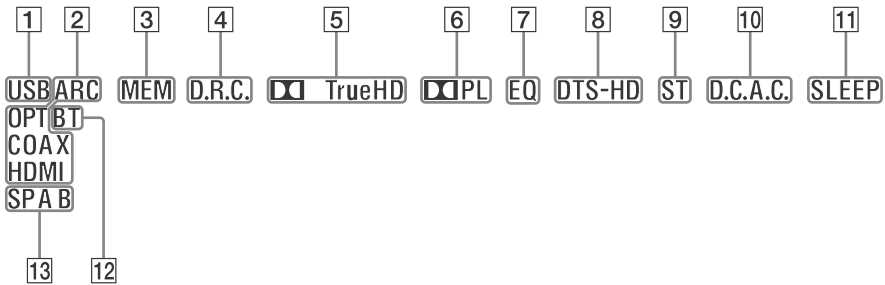 1 2 3 4 5 6 7 8 9 10 11
USB ARC MEM D.R.C. TrueHD PL EQ DTS-HD ST D.C.A.C. SLEEP
OPT BT
COAX
HDMI
SP A B
13 12